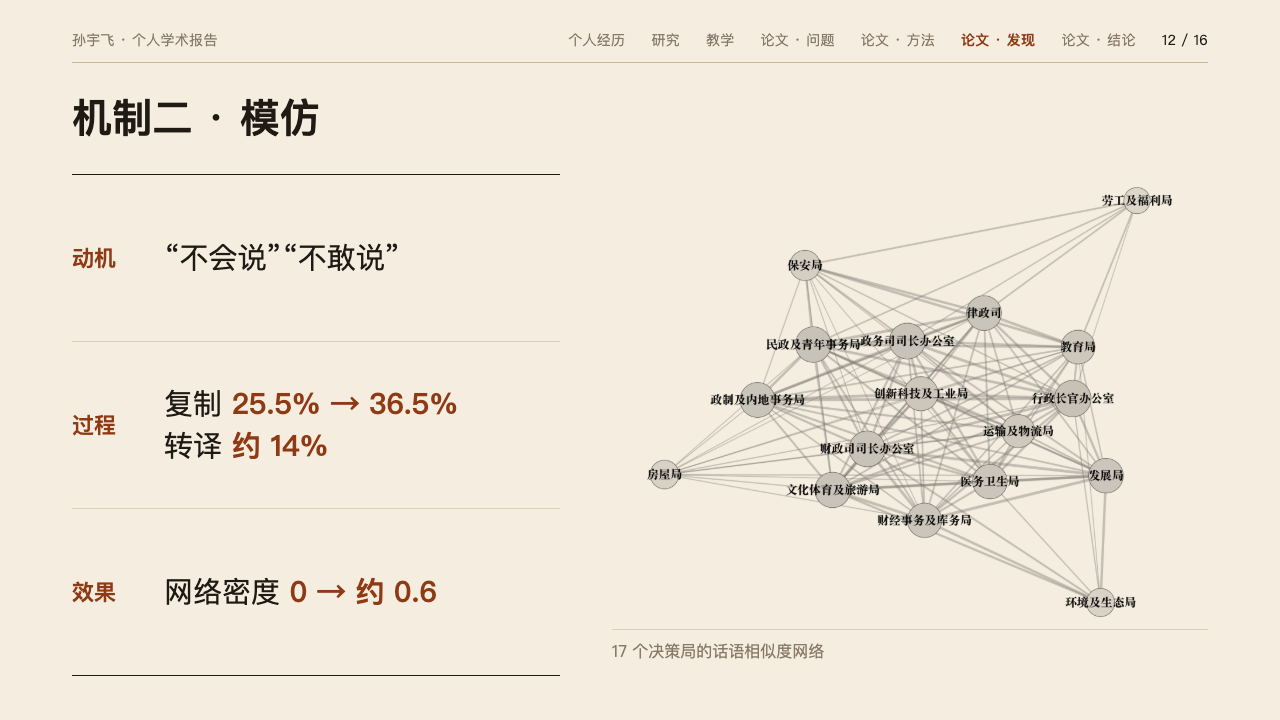 孙宇飞 · 个人学术报告
个人经历 研究 教学 论文 · 问题 论文 · 方法 论文 · 发现 论文 · 结论 12 / 16
机制二 · 模仿
动机 “不会说”“不敢说”
过程
复制 25.5% → 36.5%
转译 约 14%
效果 网络密度 0 → 约 0.6
劳工及福利局
保安局
律政司
民政及青年事务局
政务司司长办公室
教育局
创新科技及工业局
政制及内地事务局
行政长官办公室
运输及物流局
财政司司长办公室
房屋局
发展局
医务卫生局
文化体育及旅游局
财经事务及库务局
环境及生态局
17 个决策局的话语相似度网络